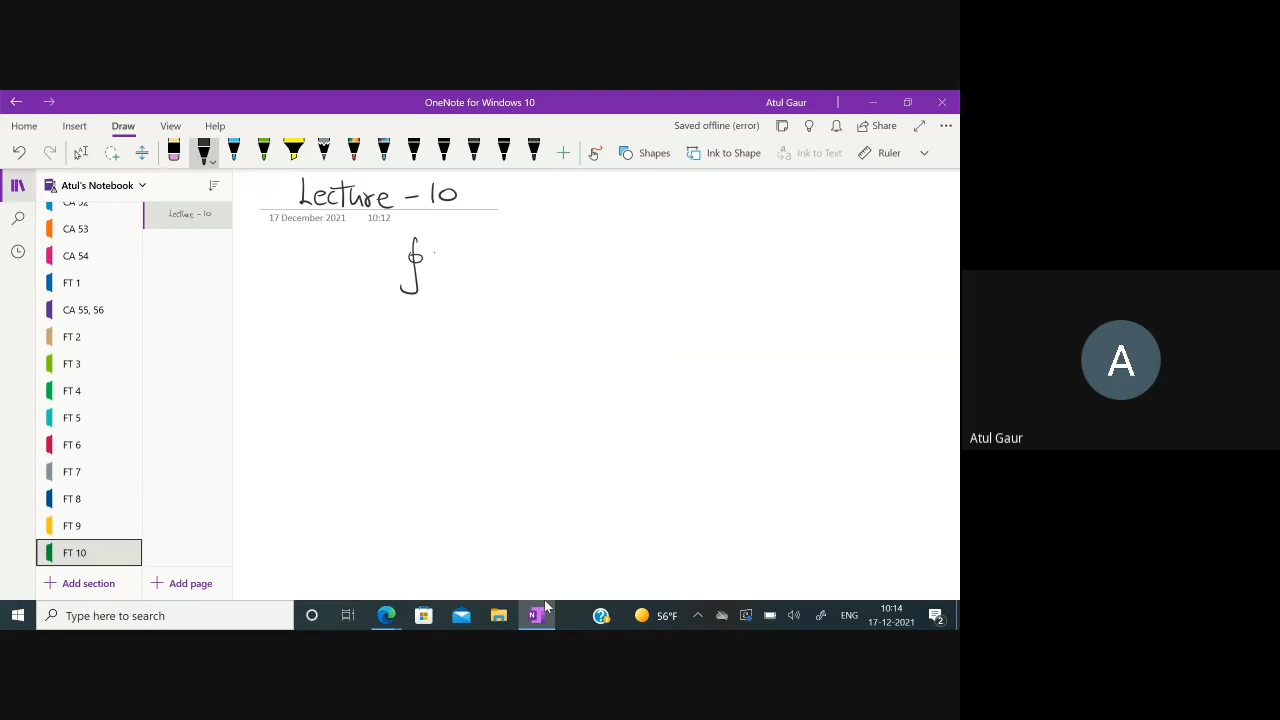 OneNote for Windows 10
Atul Gaur
Home
Insert
Draw
View
Help
Saved offline (error)
Share
Shapes
Ink to Shape
Ink to Text
Ruler
Atul's Notebook
CA 52
CA 53
CA 54
FT 1
CA 55, 56
FT 2
FT 3
FT 4
FT 5
FT 6
FT 7
FT 8
FT 9
FT 10
Add section
Lecture - 10
Add page
Lecture - 10
17 December 2021 10:12
∮
A
Atul Gaur
Type here to search
N
56°F
ENG
10:14
17-12-2021
2